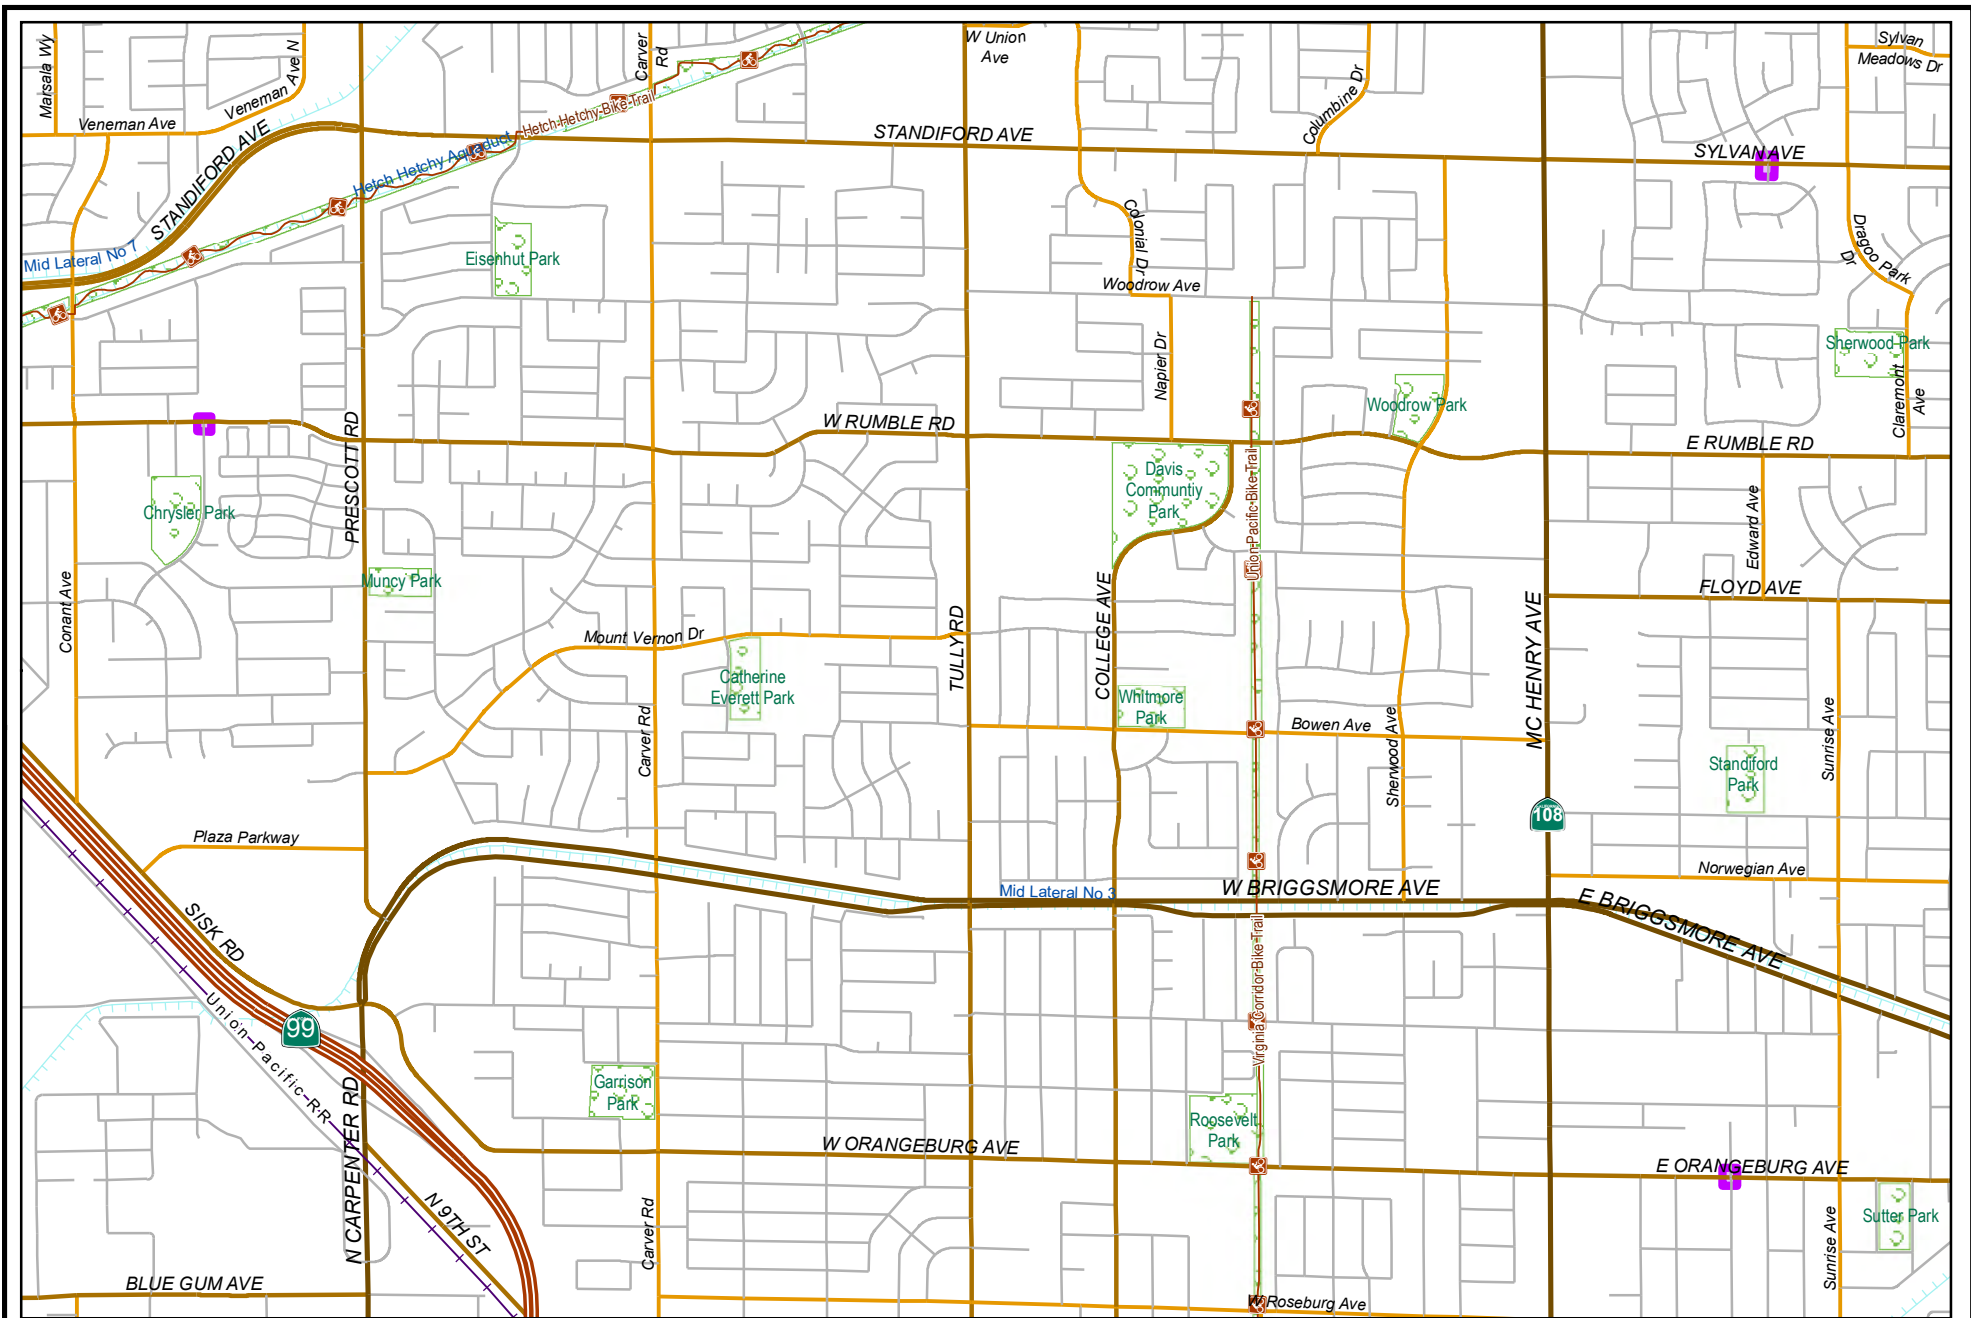 Marsala Wy
Ave N
Veneman
Veneman Ave
Carver
Rd
W Union
Ave
Columbine Dr
Sylvan
Meadows Dr
STANDIFORD AVE
STANDIFORD AVE
Hetch Hetchy Bike Trail
Hetch Hetchy Aquaduct
SYLVAN AVE
Mid Lateral No 7
Eisenhut Park
Colonial Dr
Woodrow Ave
Dragoo Park
Dr
Napier Dr
Sherwood Park
Claremont
Ave
Woodrow Park
PRESCOTT RD
W RUMBLE RD
E RUMBLE RD
Chrysler Park
Davis
Communtiy
Park
Union Pacific Bike Trail
Edward Ave
Muncy Park
Conant Ave
COLLEGE AVE
FLOYD AVE
Mount Vernon Dr
TULLY RD
MC HENRY AVE
Catherine
Everett Park
Whitmore
Park
Carver Rd
Bowen Ave
Sherwood Ave
Sunrise Ave
Standiford
Park
108
Plaza Parkway
Norwegian Ave
Mid Lateral No 3
W BRIGGSMORE AVE
E BRIGGSMORE AVE
SISK RD
Virginia Corridor Bike Trail
99
Union Pacific RR
N CARPENTER RD
Garrison
Park
Roosevelt
Park
W ORANGEBURG AVE
E ORANGEBURG AVE
N 9TH ST
Carver Rd
Sunrise Ave
Sutter Park
BLUE GUM AVE
W Roseburg Ave